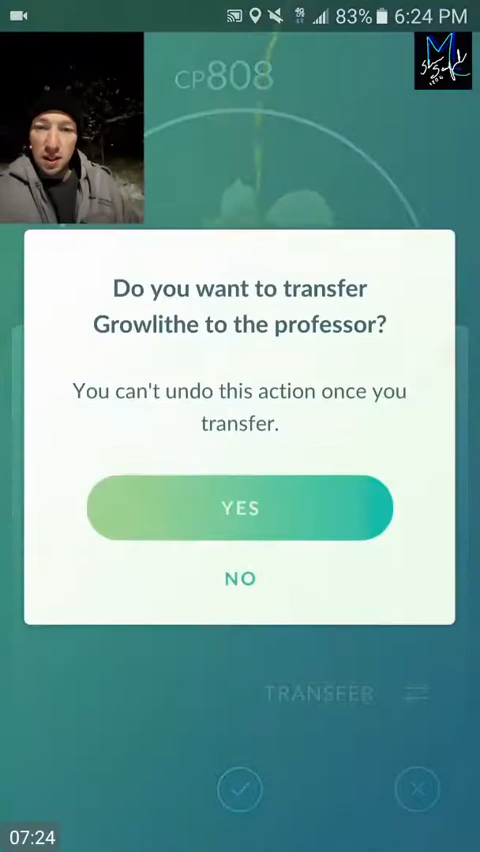 83% 6:24 PM
CP808
Do you want to transfer
Growlithe to the professor?
You can't undo this action once you
transfer.
YES
NO
TRANSFER
07:24